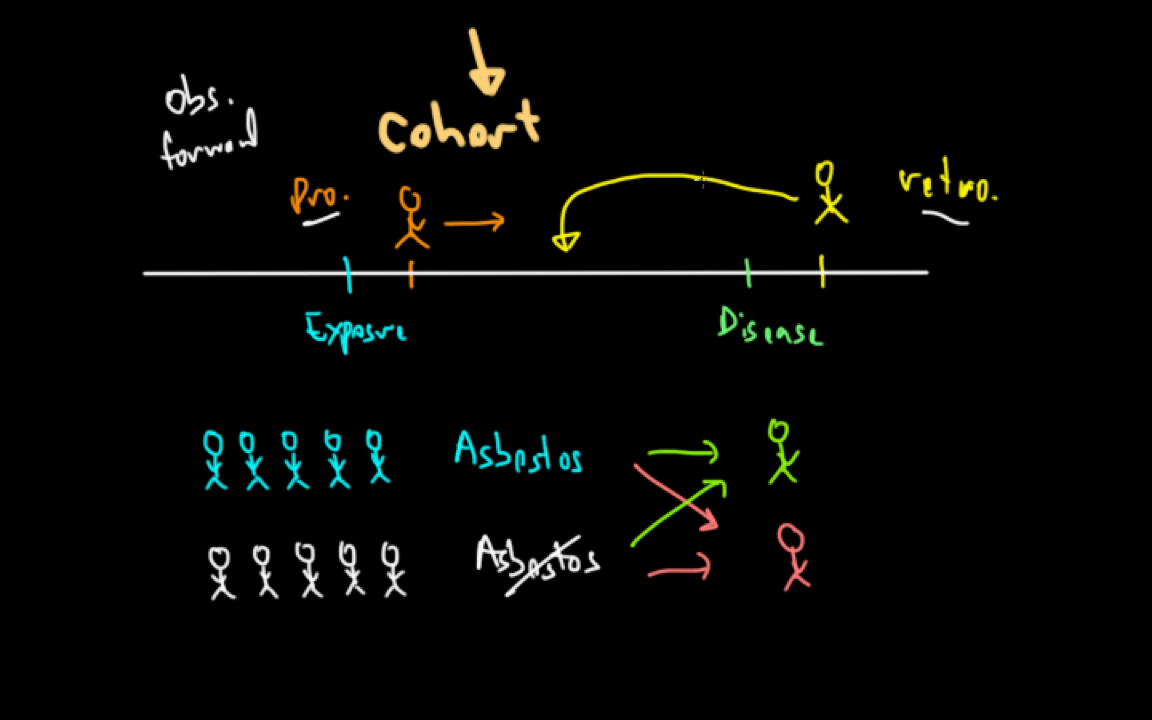 obs.
forward
Cohort
Pro.
retro.
Exposure
Disease
Asbestos
Asbestos